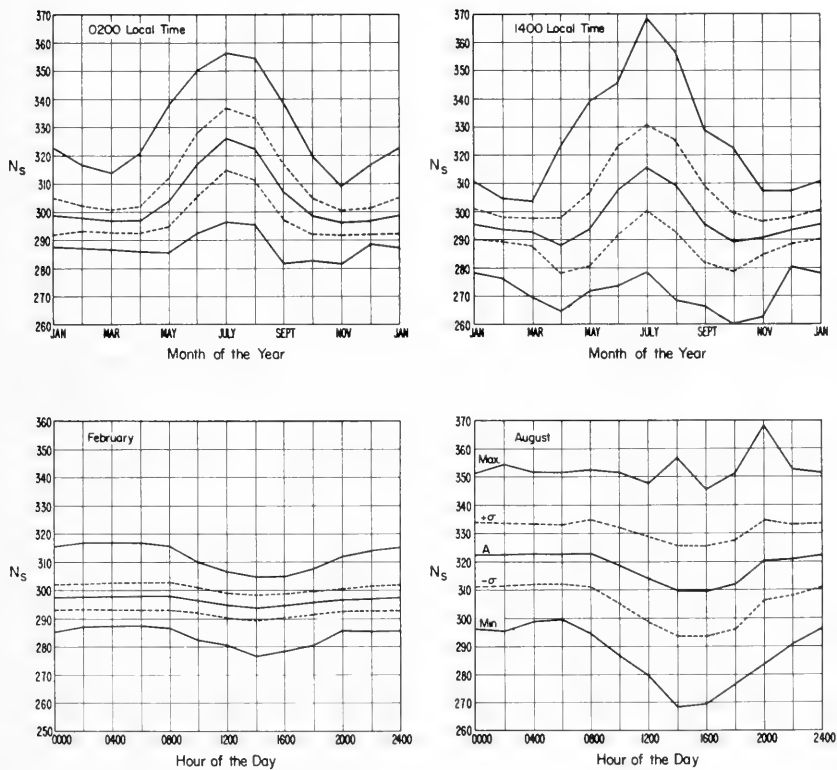 0200 Local Time
370
360
350
340
330
320
310
300
290
280
270
260
Ns
JAN MAR MAY JULY SEPT NOV JAN
Month of the Year
1400 Local Time
370
360
350
340
330
320
310
300
290
280
270
260
Ns
JAN MAR MAY JULY SEPT NOV JAN
Month of the Year
February
360
350
340
330
320
310
300
290
280
270
260
250
Ns
0000 0400 0800 1200 1600 2000 2400
Hour of the Day
August
370
360
350
340
330
320
310
300
290
280
270
260
Ns
Max
+σ
A
-σ
Min
0000 0400 0800 1200 1600 2000 2400
Hour of the Day